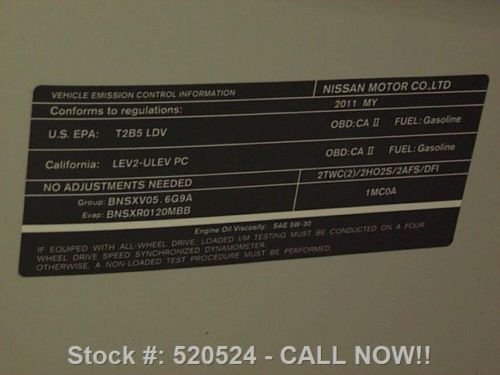 VEHICLE EMISSION CONTROL INFORMATION NISSAN MOTOR CO.,LTD
Conforms to regulations: 2011 MY
U.S. EPA: T2B5 LDV OBD:CA II FUEL:Gasoline
California: LEV2-ULEV PC OBD:CA II FUEL:Gasoline
NO ADJUSTMENTS NEEDED 2TWC(2)/2HO2S/2AFS/DFI
Group: BNSXV05.6G9A 1MC0A
Evap: BNSXR0120MBB
Engine Oil Viscosity: SAE 5W-30
IF EQUIPED WITH ALL-WHEEL DRIVE, LOADED I/M TESTING MUST BE CONDUCTED ON A FOUR
WHEEL DRIVE SPEED SYNCHRONIZED DYNAMOMETER.
OTHERWISE, A NON-LOADED TEST PROCEDURE MUST BE PERFORMED.
Stock #: 520524 - CALL NOW!!